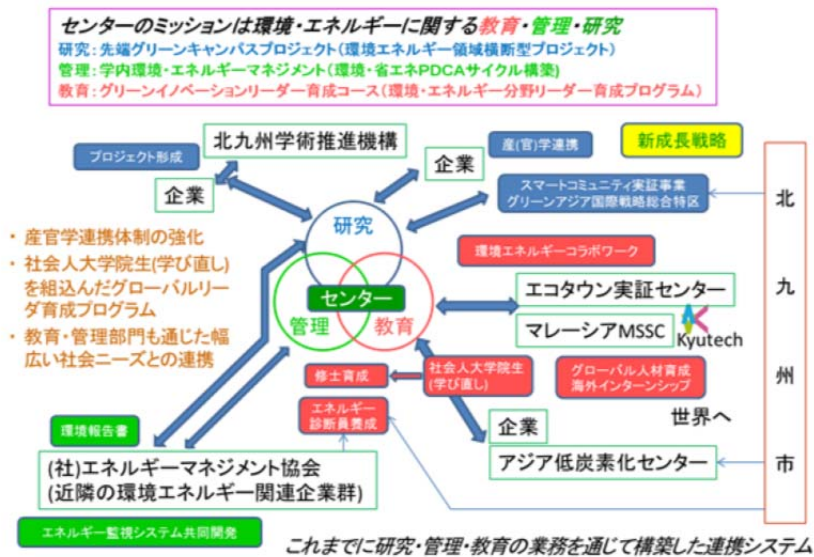 センターのミッションは環境・エネルギーに関する教育・管理・研究
研究：先端グリーンキャンパスプロジェクト（環境エネルギー領域横断型プロジェクト）
管理：学内環境・エネルギーマネジメント（環境・省エネPDCAサイクル構築)
教育：グリーンイノベーションリーダー育成コース（環境・エネルギー分野リーダー育成プログラム）
プロジェクト形成
北九州学術推進機構
企業
企業
産(官)学連携
新成長戦略
スマートコミュニティ実証事業
グリーンアジア国際戦略総合特区
北九州市
・ 産官学連携体制の強化
・ 社会人大学院生(学び直し)
を組込んだグローバルリー
ダ育成プログラム
・ 教育・管理部門も通じた幅
広い社会ニーズとの連携
研究
センター
管理
教育
環境エネルギーコラボワーク
エコタウン実証センター
マレーシアMSSC
Kyutech
修士育成
社会人大学院生
(学び直し)
グローバル人材育成
海外インターンシップ
世界へ
エネルギー
診断員養成
企業
アジア低炭素化センター
環境報告書
(社)エネルギーマネジメント協会
(近隣の環境エネルギー関連企業群)
エネルギー監視システム共同開発
これまでに研究・管理・教育の業務を通じて構築した連携システム